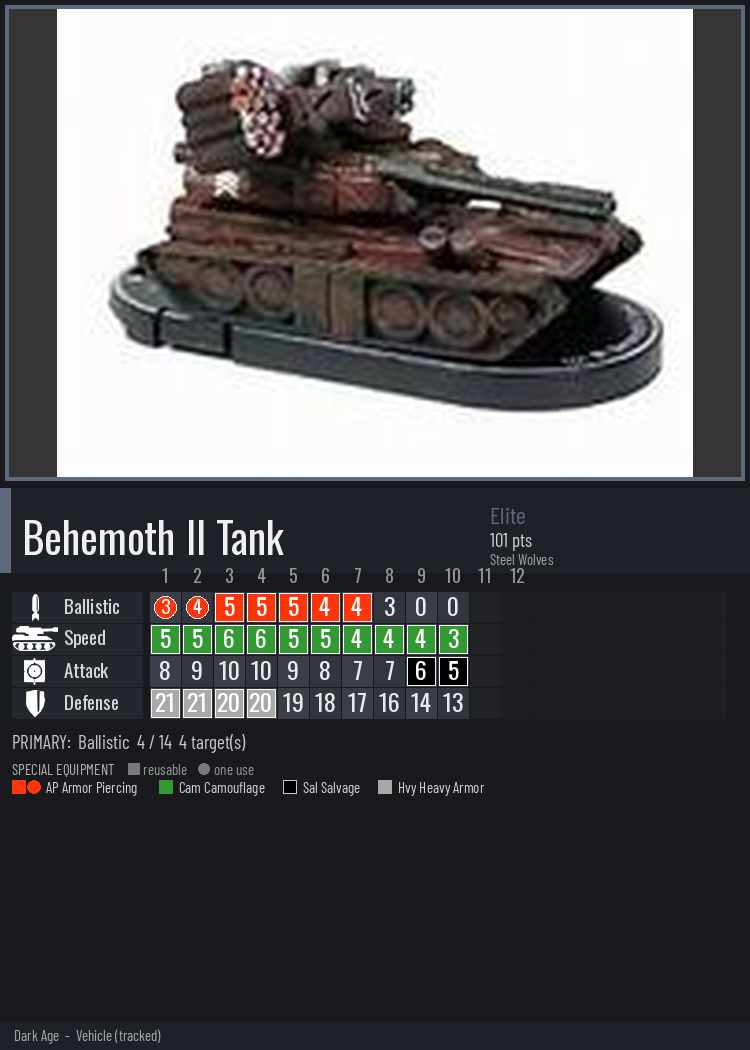 Behemoth II Tank
Elite
101 pts
Steel Wolves
1 2 3 4 5 6 7 8 9 10 11 12
Ballistic 3 4 5 5 5 4 4 3 0 0
Speed 5 5 6 6 5 5 4 4 4 3
Attack 8 9 10 10 9 8 7 7 6 5
Defense 21 21 20 20 19 18 17 16 14 13
PRIMARY: Ballistic 4 / 14 4 target(s)
SPECIAL EQUIPMENT reusable one use
AP Armor Piercing Cam Camouflage Sal Salvage Hvy Heavy Armor
Dark Age - Vehicle (tracked)